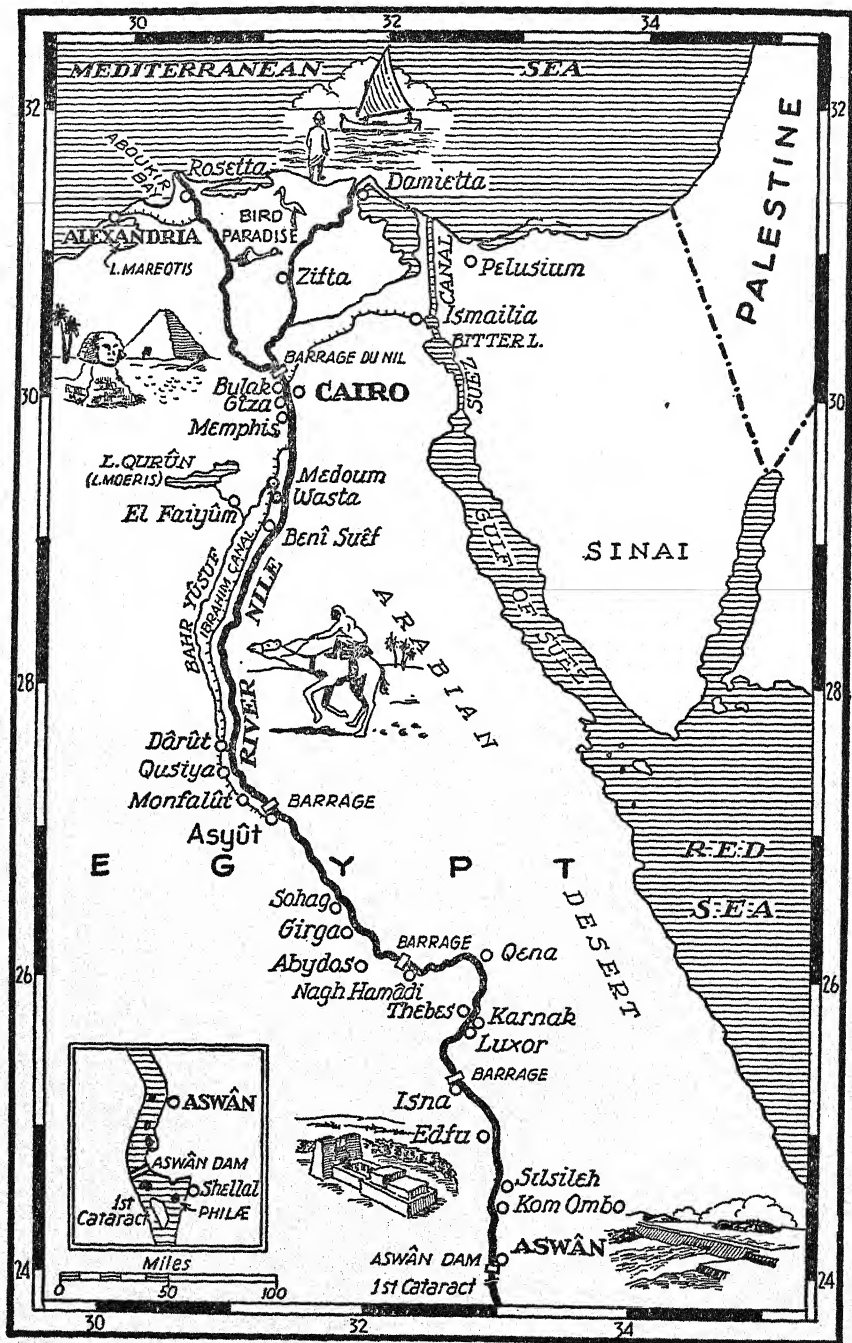 30
32
34
MEDITERRANEAN SEA
32
32
PALESTINE
ABOUKIR
BAY
Rosetta
Damietta
BIRD
PARADISE
ALEXANDRIA
L. MAREOTIS
Zifta
Pelusium
CANAL
Ismailia
BITTER L.
SUEZ
BARRAGE DU NIL
Bulak
CAIRO
Gîza
30
30
Memphis
L. QURÛN
(L. MOERIS)
Medoum
Wasta
El Faiyûm
Benî Suêf
SINAI
GULF OF SUEZ
BAHR YÛSUF
IBRAHIM CANAL
RIVER NILE
ARABIAN
28
28
Dârût
Qusiya
Monfalût
BARRAGE
Asyût
EGYPT
RED
SEA
DESERT
Sohag
Girga
BARRAGE
Qena
Abydos
26
26
Nagh Hamâdi
Thebes
Karnak
Luxor
BARRAGE
Isna
Edfu
ASWÂN
ASWÂN DAM
Shellal
1st
Cataract
PHILÆ
Silsileh
Kom Ombo
ASWÂN
ASWÂN DAM
1st Cataract
Miles
0 50 100
24
24
30
32
34